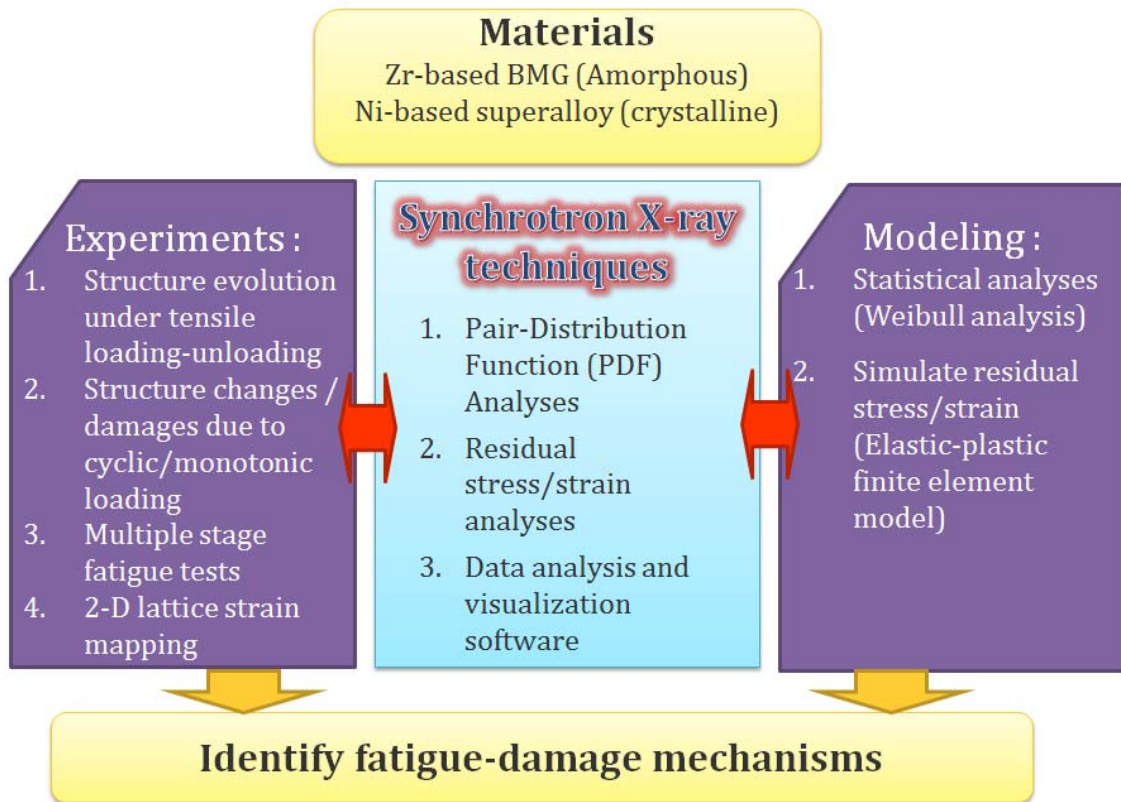 Materials
Zr-based BMG (Amorphous)
Ni-based superalloy (crystalline)
Experiments :
1. Structure evolution
under tensile
loading-unloading
2. Structure changes /
damages due to
cyclic/monotonic
loading
3. Multiple stage
fatigue tests
4. 2-D lattice strain
mapping
Synchrotron X-ray
techniques
1. Pair-Distribution
Function (PDF)
Analyses
2. Residual
stress/strain
analyses
3. Data analysis and
visualization
software
Modeling :
1. Statistical analyses
(Weibull analysis)
2. Simulate residual
stress/strain
(Elastic-plastic
finite element
model)
Identify fatigue-damage mechanisms